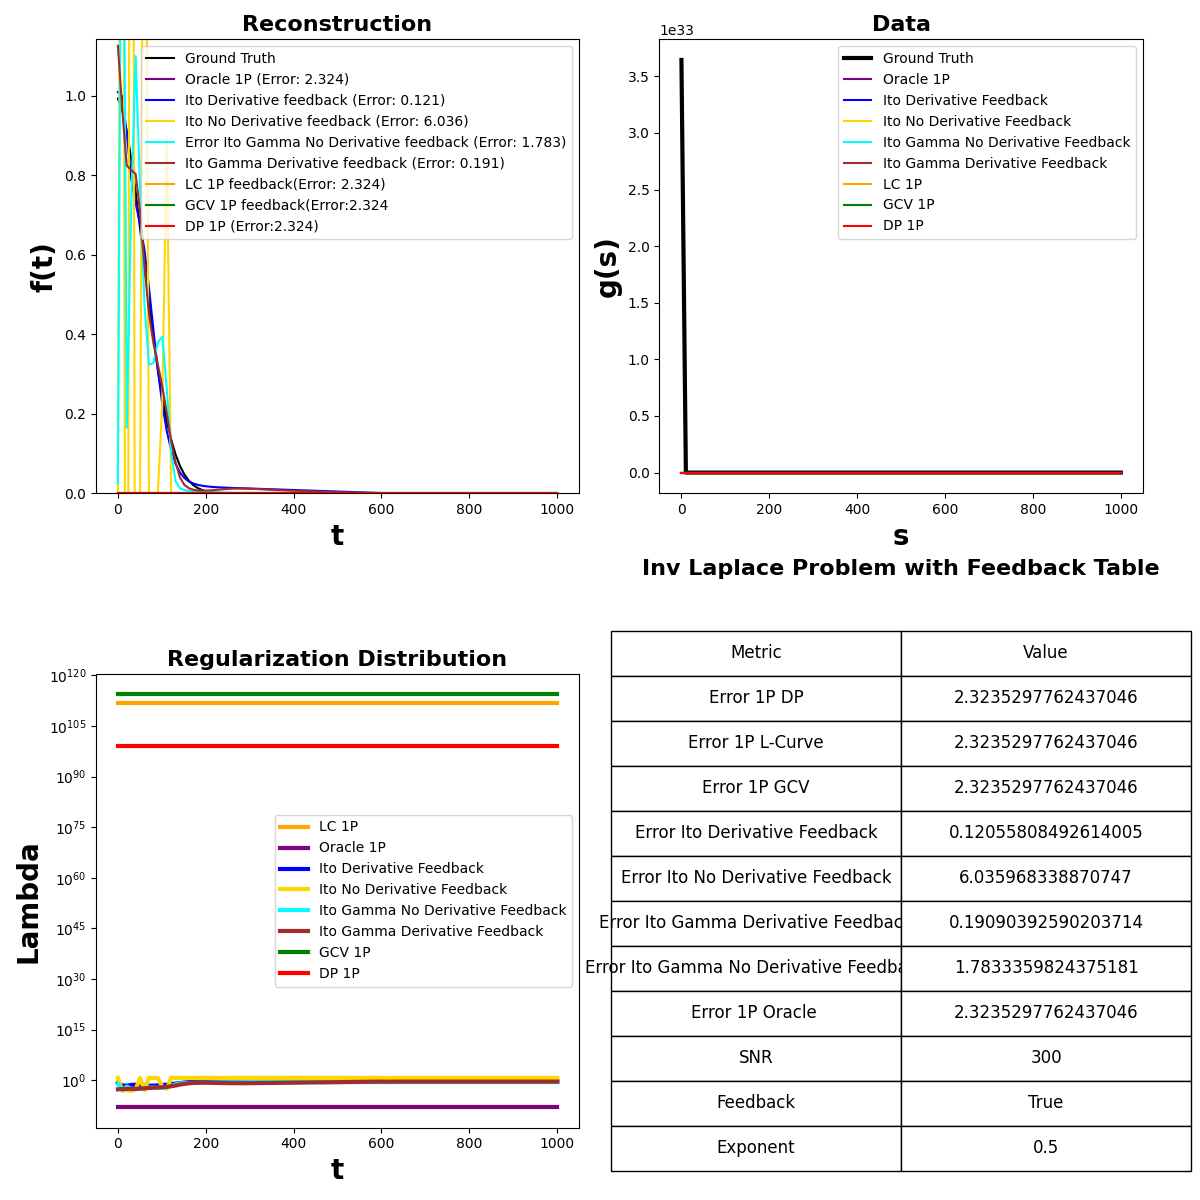 Reconstruction
f(t)
1.0
0.8
0.6
0.4
0.2
0.0
Ground Truth
Oracle 1P (Error: 2.324)
Ito Derivative feedback (Error: 0.121)
Ito No Derivative feedback (Error: 6.036)
Error Ito Gamma No Derivative feedback (Error: 1.783)
Ito Gamma Derivative feedback (Error: 0.191)
LC 1P feedback(Error: 2.324)
GCV 1P feedback(Error:2.324
DP 1P (Error:2.324)
0 200 400 600 800 1000
t
Data
1e33
g(s)
3.5
3.0
2.5
2.0
1.5
1.0
0.5
0.0
Ground Truth
Oracle 1P
Ito Derivative Feedback
Ito No Derivative Feedback
Ito Gamma No Derivative Feedback
Ito Gamma Derivative Feedback
LC 1P
GCV 1P
DP 1P
0 200 400 600 800 1000
s
Regularization Distribution
Lambda
10^120
10^105
10^90
10^75
10^60
10^45
10^30
10^15
10^0
LC 1P
Oracle 1P
Ito Derivative Feedback
Ito No Derivative Feedback
Ito Gamma No Derivative Feedback
Ito Gamma Derivative Feedback
GCV 1P
DP 1P
0 200 400 600 800 1000
t
Inv Laplace Problem with Feedback Table
Metric Value
Error 1P DP 2.3235297762437046
Error 1P L-Curve 2.3235297762437046
Error 1P GCV 2.3235297762437046
Error Ito Derivative Feedback 0.12055808492614005
Error Ito No Derivative Feedback 6.035968338870747
Error Ito Gamma Derivative Feedbac 0.19090392590203714
Error Ito Gamma No Derivative Feedba 1.7833359824375181
Error 1P Oracle 2.3235297762437046
SNR 300
Feedback True
Exponent 0.5